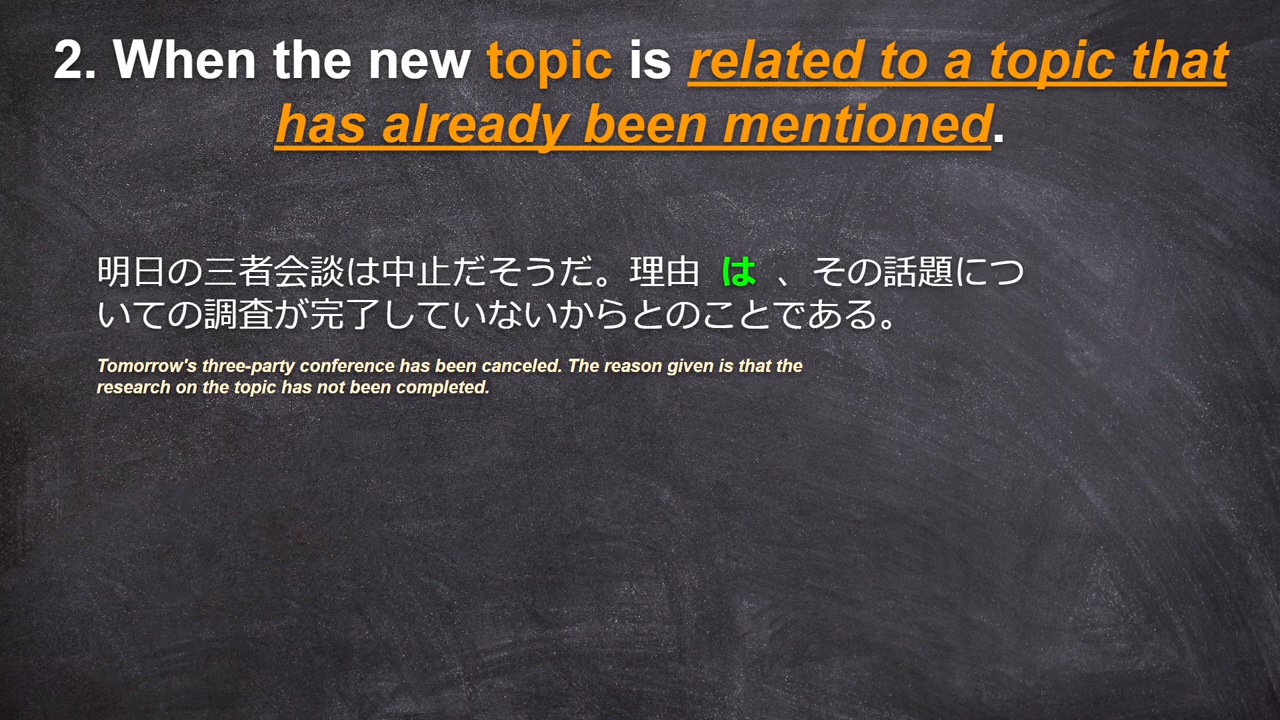 2. When the new topic is related to a topic that
has already been mentioned.
明日の三者会談は中止だそうだ。理由 は 、その話題につ
いての調査が完了していないからとのことである。
Tomorrow's three-party conference has been canceled. The reason given is that the
research on the topic has not been completed.